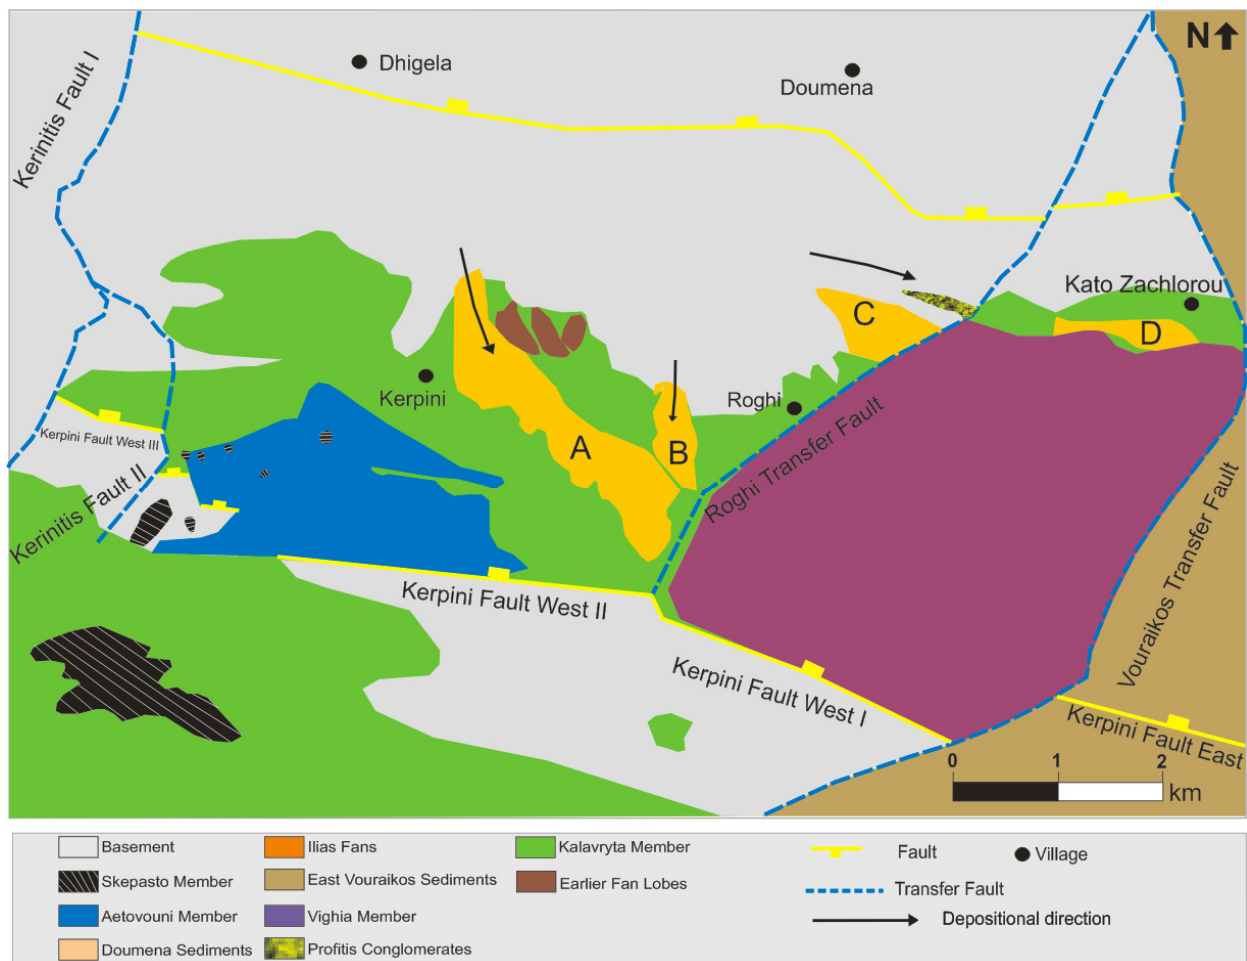 N
Kerinitis Fault I
Dhigela
Doumena
Kato Zachlorou
C
D
Kerpini
Roghi
A
B
Kerpini Fault West III
Kerinitis Fault II
Roghi Transfer Fault
Vouraikos Transfer Fault
Kerpini Fault West II
Kerpini Fault West I
Kerpini Fault East
0 1 2
km
Basement
Ilias Fans
Kalavryta Member
Fault
Village
Skepasto Member
East Vouraikos Sediments
Earlier Fan Lobes
Transfer Fault
Aetovouni Member
Vighia Member
Depositional direction
Doumena Sediments
Profitis Conglomerates